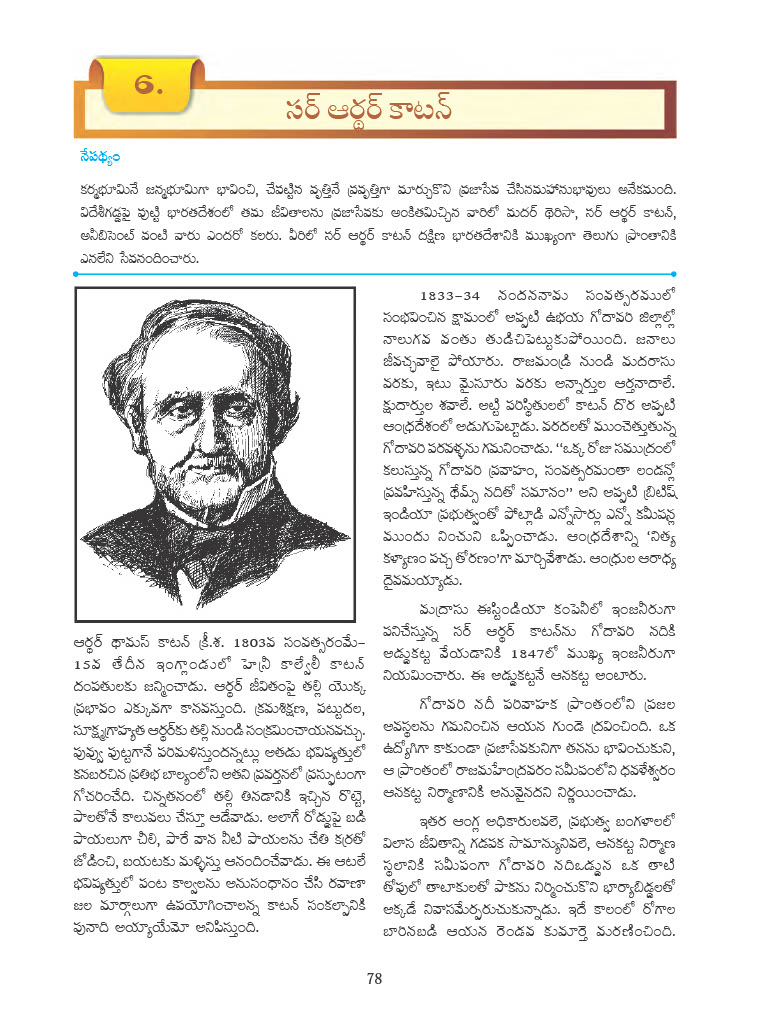 6.
సర్ ఆర్థర్ కాటన్
నేపథ్యం
కర్మభూమినే జన్మభూమిగా భావించి, చేపట్టిన వృత్తినే ప్రవృత్తిగా మార్చుకొని ప్రజాసేవ చేసినమహానుభావులు అనేకమంది.
విదేశీగడ్డపై పుట్టి భారతదేశంలో తమ జీవితాలను ప్రజాసేవకు అంకితమిచ్చిన వారిలో మదర్ థెరిసా, సర్ ఆర్థర్ కాటన్,
అనీబిసెంట్ వంటి వారు ఎందరో కలరు. వీరిలో సర్ ఆర్థర్ కాటన్ దక్షిణ భారతదేశానికి ముఖ్యంగా తెలుగు ప్రాంతానికి
ఎనలేని సేవనందించారు.
ఆర్థర్ థామస్ కాటన్ క్రీ.శ. 1803వ సంవత్సరంమే-
15వ తేదీన ఇంగ్లాండులో హెన్రీ కాల్వేలీ కాటన్
దంపతులకు జన్మించాడు. ఆర్థర్ జీవితంపై తల్లి యొక్క
ప్రభావం ఎక్కువగా కానవస్తుంది. క్రమశిక్షణ, పట్టుదల,
సూక్ష్మగ్రాహ్యత ఆర్థర్‌కు తల్లి నుండి సంక్రమించాయనవచ్చు.
పువ్వు పుట్టగానే పరిమళిస్తుందన్నట్లు అతడు భవిష్యత్తులో
కనబరచిన ప్రతిభ బాల్యంలోని అతని ప్రవర్తనలో ప్రస్ఫుటంగా
గోచరించేది. చిన్నతనంలో తల్లి తినడానికి ఇచ్చిన రొట్టె,
పాలతోనే కాలువలు చేస్తూ ఆడేవాడు. అలాగే రోడ్డుపై బడి
పాయలుగా చీలి, పారే వాన నీటి పాయలను చేతి కర్రతో
జోడించి, బయటకు మళ్ళిస్తు ఆనందించేవాడు. ఈ ఆటలే
భవిష్యత్తులో పంట కాల్వలను అనుసంధానం చేసి రవాణా
జల మార్గాలుగా ఉపయోగించాలన్న కాటన్ సంకల్పానికి
పునాది అయ్యాయేమో అనిపిస్తుంది.
1833-34 నందననామ సంవత్సరములో
సంభవించిన క్షామంలో అప్పటి ఉభయ గోదావరి జిల్లాల్లో
నాలుగవ వంతు తుడిచిపెట్టుకుపోయింది. జనాలు
జీవచ్ఛవాలై పోయారు. రాజమండ్రి నుండి మదరాసు
వరకు, ఇటు మైసూరు వరకు అన్నార్తుల ఆర్తనాదాలే.
క్షుదార్తుల శవాలే. అట్టి పరిస్థితులలో కాటన్ దొర అప్పటి
ఆంధ్రదేశంలో అడుగుపెట్టాడు. వరదలతో ముంచెత్తుతున్న
గోదావరి పరవళ్ళను గమనించాడు. ‘‘ఒక్క రోజు సముద్రంలో
కలుస్తున్న గోదావరి ప్రవాహం, సంవత్సరమంతా లండన్లో
ప్రవహిస్తున్న థేమ్స్ నదితో సమానం’’ అని అప్పటి బ్రిటిష్
ఇండియా ప్రభుత్వంతో పోట్లాడి ఎన్నోసార్లు ఎన్నో కమీషన్ల
ముందు నించుని ఒప్పించాడు. ఆంధ్రదేశాన్ని ‘నిత్య
కళ్యాణం పచ్చ తోరణం’గా మార్చివేశాడు. ఆంధ్రుల ఆరాధ్య
దైవమయ్యాడు.
మద్రాసు ఈస్టిండియా కంపెనీలో ఇంజనీరుగా
పనిచేస్తున్న సర్ ఆర్థర్ కాటన్‌ను గోదావరి నదికి
అడ్డుకట్ట వేయడానికి 1847లో ముఖ్య ఇంజనీరుగా
నియమించారు. ఈ అడ్డుకట్టనే ఆనకట్ట అంటారు.
గోదావరి నదీ పరివాహక ప్రాంతంలోని ప్రజల
అవస్థలను గమనించిన ఆయన గుండె ద్రవించింది. ఒక
ఉద్యోగిగా కాకుండా ప్రజాసేవకునిగా తనను భావించుకుని,
ఆ ప్రాంతంలో రాజమహేంద్రవరం సమీపంలోని ధవళేశ్వరం
ఆనకట్ట నిర్మాణానికి అనువైనదని నిర్ణయించాడు.
ఇతర ఆంగ్ల అధికారులవలె, ప్రభుత్వ బంగళాలలో
విలాస జీవితాన్ని గడపక సామాన్యునివలె, ఆనకట్ట నిర్మాణ
స్థలానికి సమీపంగా గోదావరి నదిఒడ్డున ఒక తాటి
తోపులో తాటాకులతో పాకను నిర్మించుకొని భార్యాబిడ్డలతో
అక్కడే నివాసమేర్పరుచుకున్నాడు. ఇదే కాలంలో రోగాల
బారినబడి ఆయన రెండవ కుమార్తె మరణించింది.
78